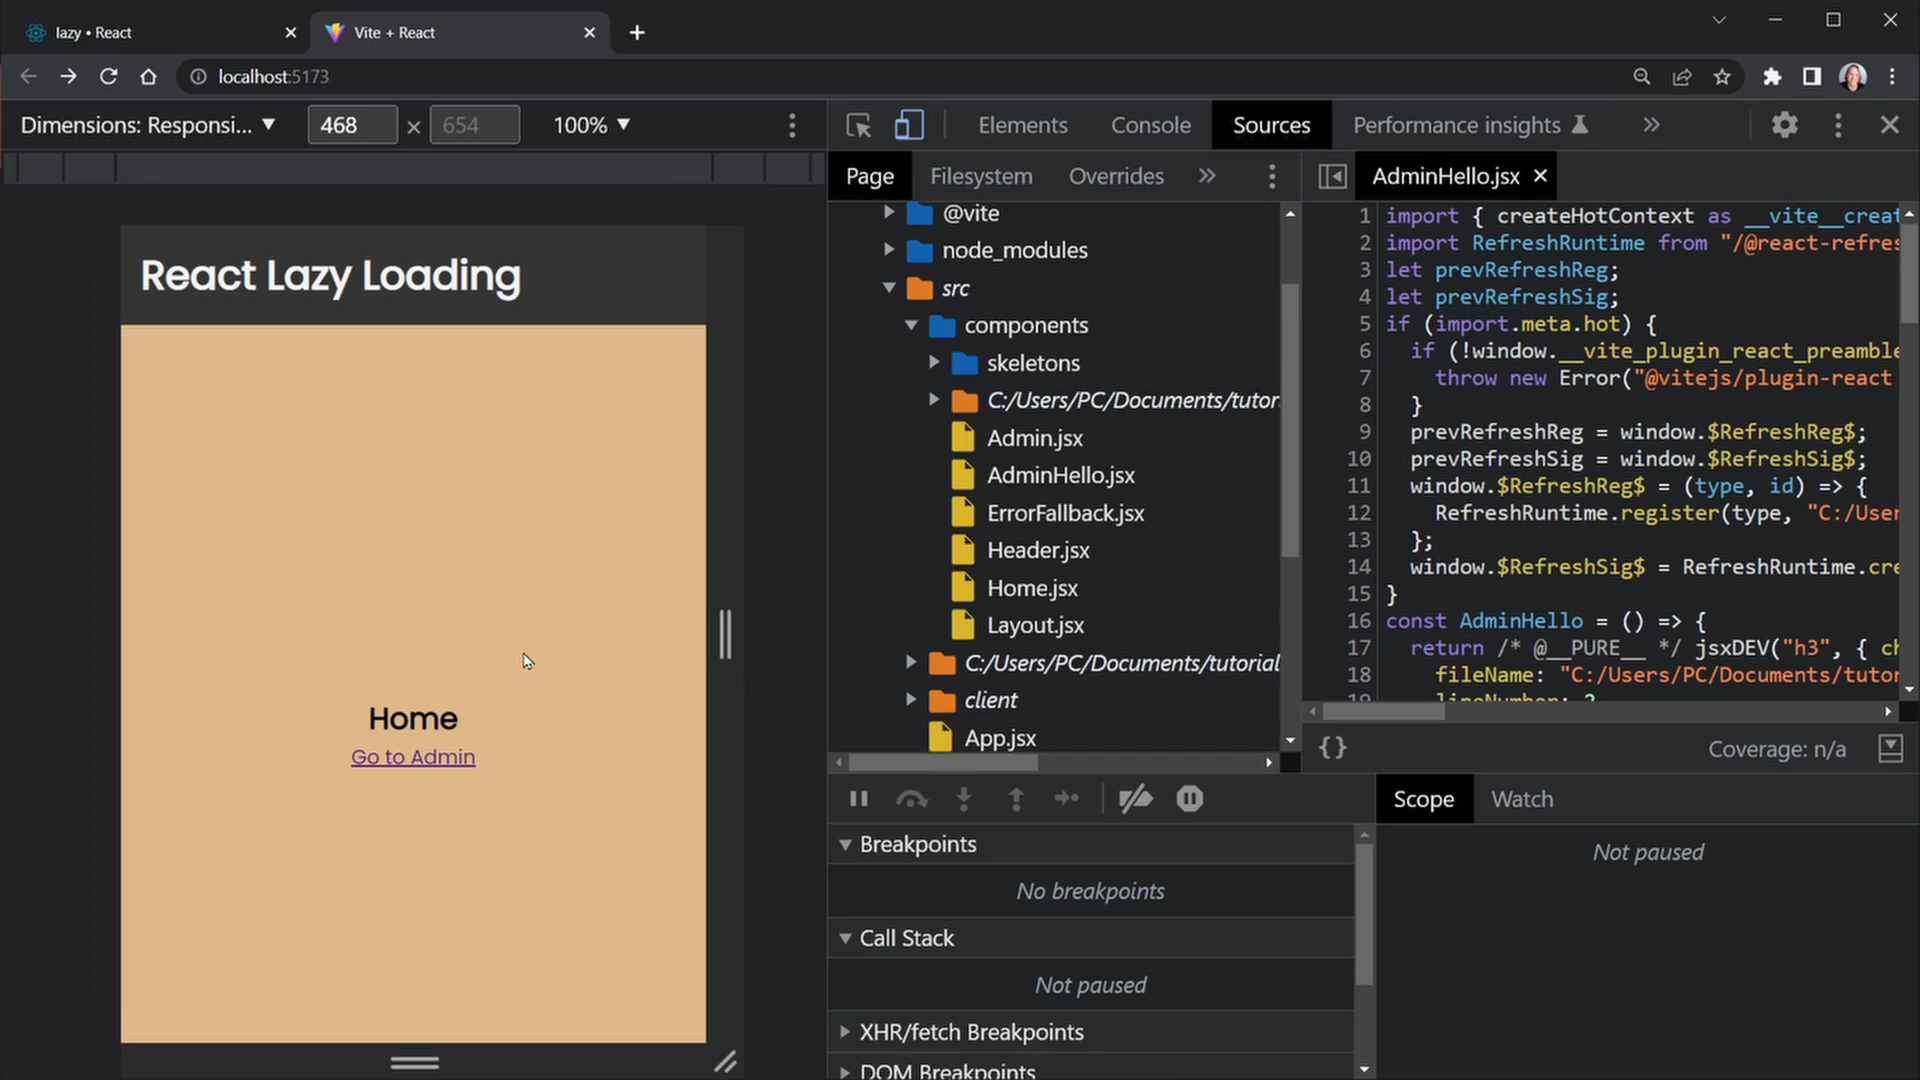 lazy • React
Vite + React
localhost:5173
Dimensions: Responsi...
468
×
654
100%
Elements
Console
Sources
Performance insights
React Lazy Loading
Home
Go to Admin
Page
Filesystem
Overrides
@vite
node_modules
src
components
skeletons
C:/Users/PC/Documents/tutor
Admin.jsx
AdminHello.jsx
ErrorFallback.jsx
Header.jsx
Home.jsx
Layout.jsx
C:/Users/PC/Documents/tutorial
client
App.jsx
AdminHello.jsx
1 import { createHotContext as __vite__creat
2 import RefreshRuntime from "/@react-refres
3 let prevRefreshReg;
4 let prevRefreshSig;
5 if (import.meta.hot) {
6 if (!window.__vite_plugin_react_preamble
7 throw new Error("@vitejs/plugin-react
8 }
9 prevRefreshReg = window.$RefreshReg$;
10 prevRefreshSig = window.$RefreshSig$;
11 window.$RefreshReg$ = (type, id) => {
12 RefreshRuntime.register(type, "C:/User
13 };
14 window.$RefreshSig$ = RefreshRuntime.cre
15 }
16 const AdminHello = () => {
17 return /* @__PURE__ */ jsxDEV("h3", { ch
18 fileName: "C:/Users/PC/Documents/tutor
19 lineNumber: 2
{}
Coverage: n/a
Breakpoints
No breakpoints
Call Stack
Not paused
XHR/fetch Breakpoints
DOM Breakpoints
Scope
Watch
Not paused